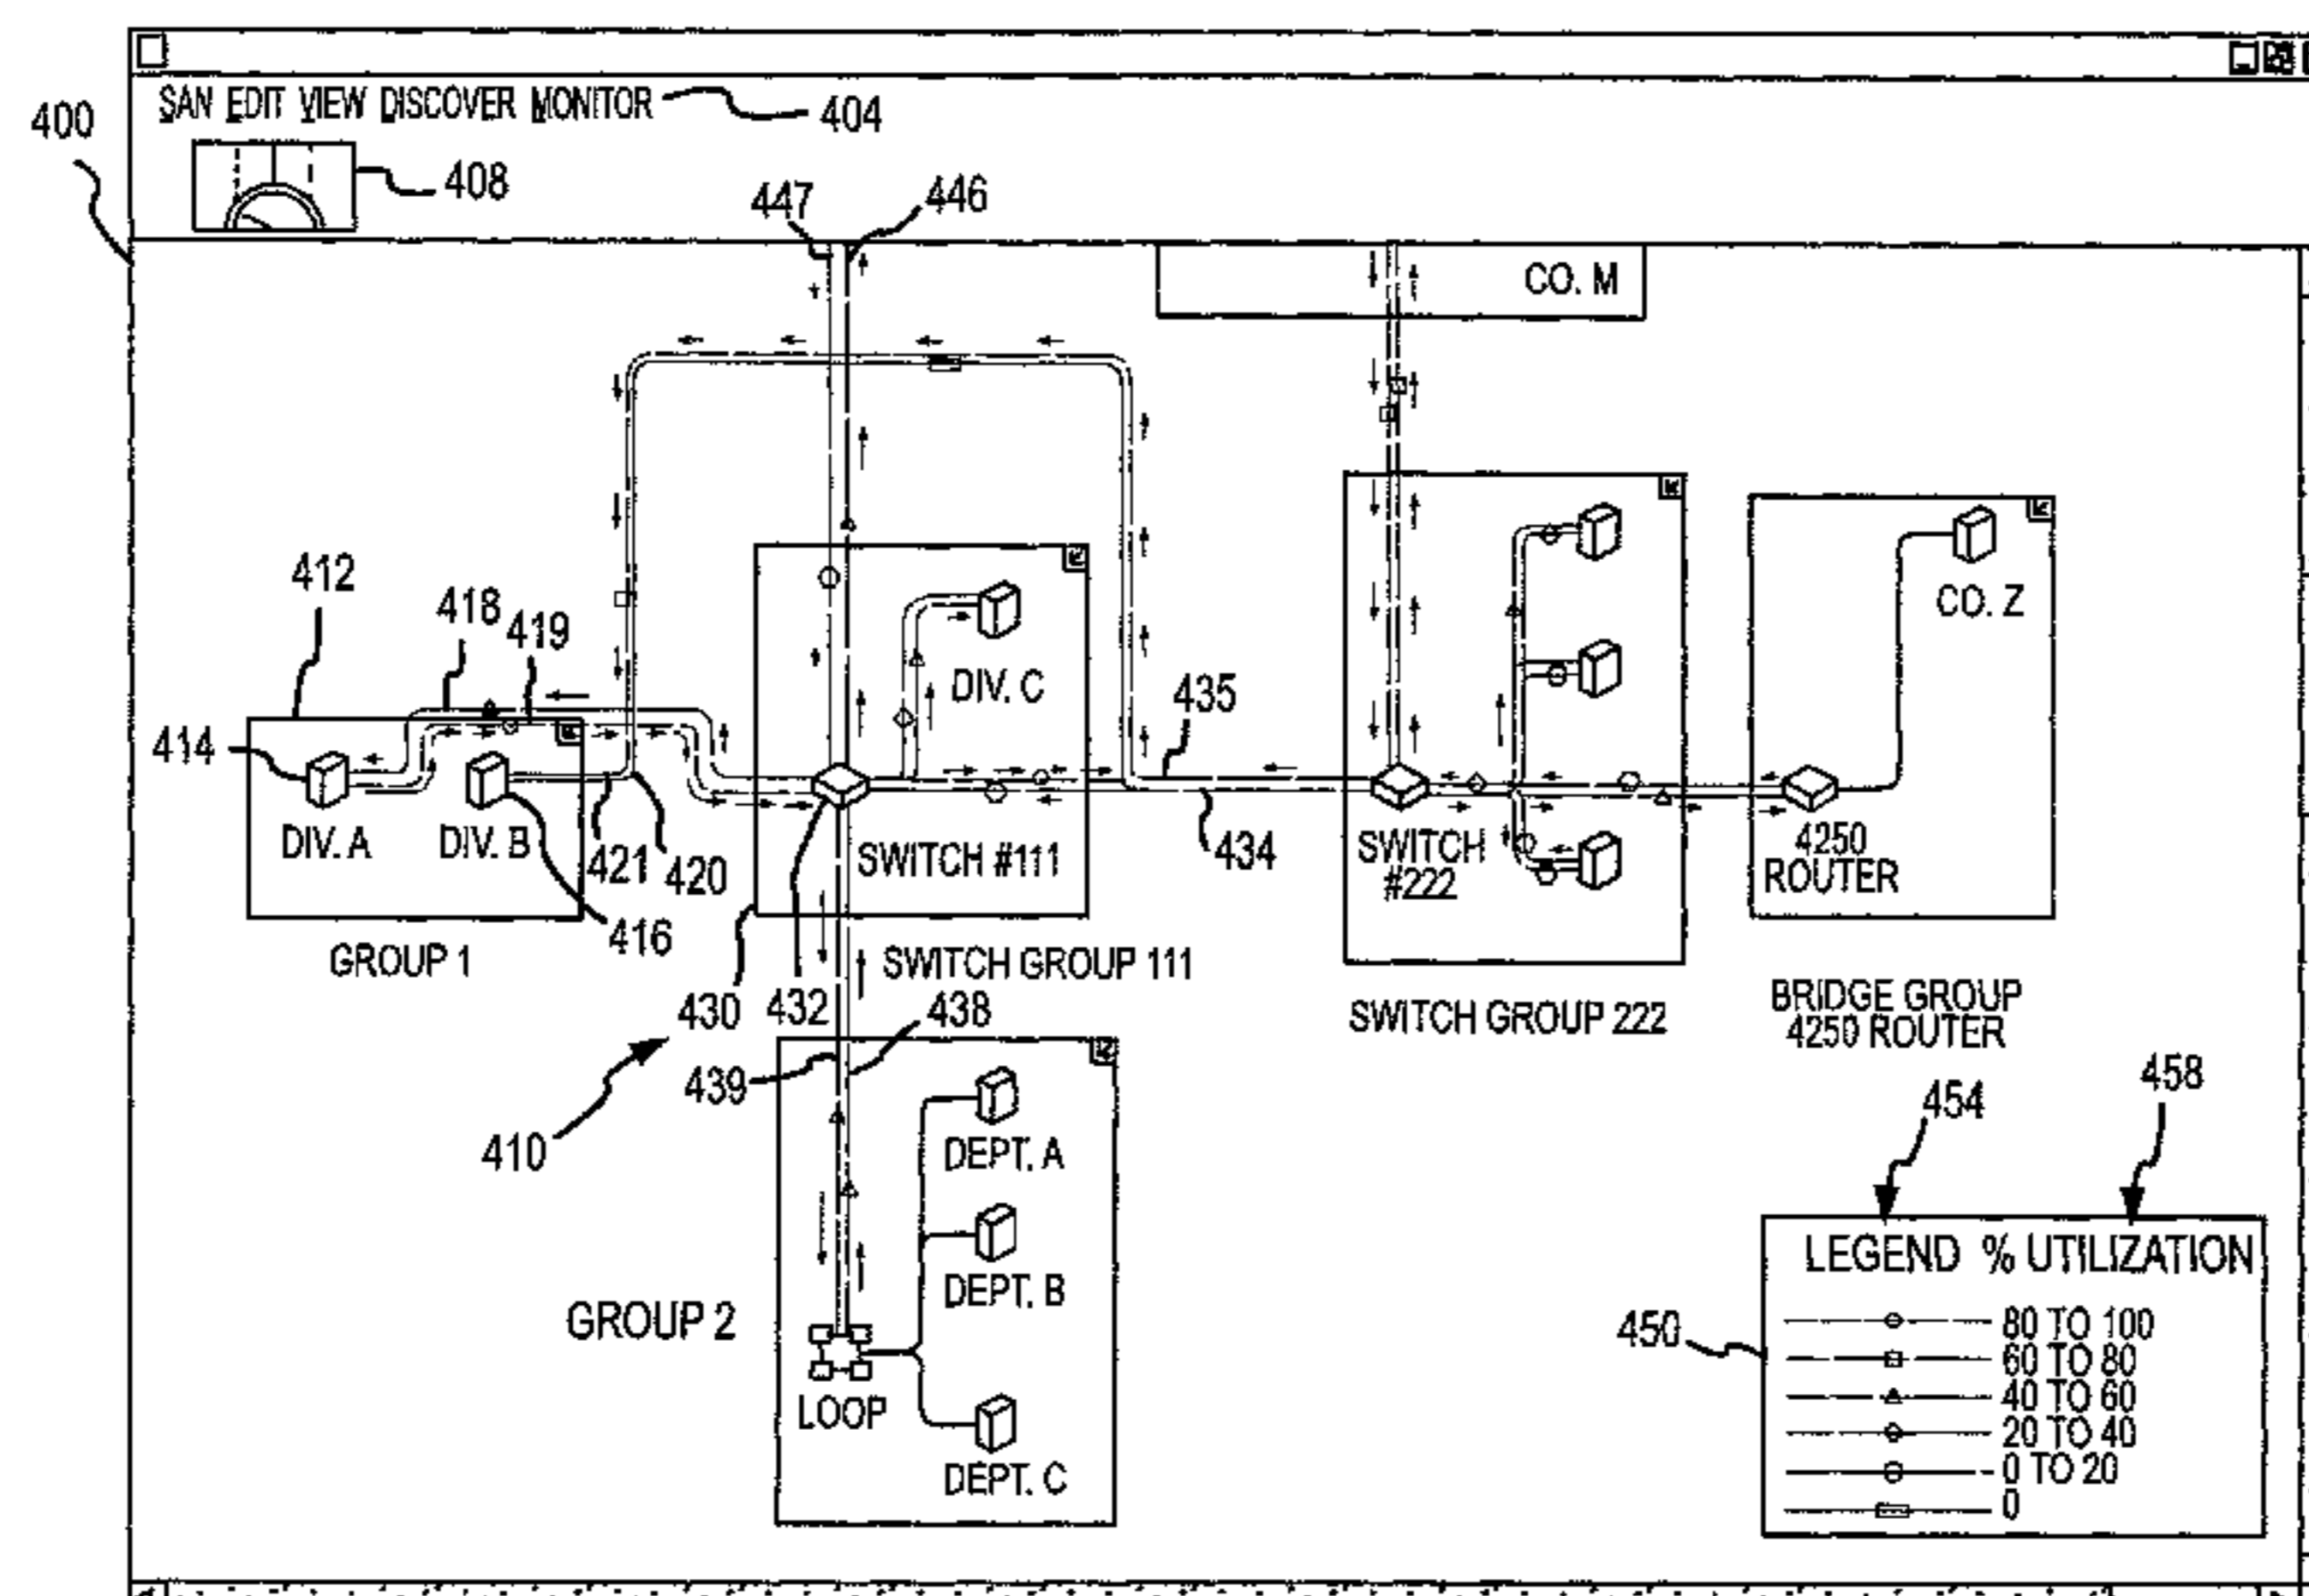 SAN EDIT VIEW DISCOVER MONITOR
404
400
408
447
446
CO. M
412
418
419
CO. Z
DIV. C
435
414
DIV. A
DIV. B
421
420
SWITCH #111
434
SWITCH
#222
4250
ROUTER
416
GROUP 1
430
432
SWITCH GROUP 111
438
SWITCH GROUP 222
BRIDGE GROUP
4250 ROUTER
439
410
DEPT. A
454
458
DEPT. B
GROUP 2
LOOP
DEPT. C
450
LEGEND % UTILIZATION
80 TO 100
60 TO 80
40 TO 60
20 TO 40
0 TO 20
0